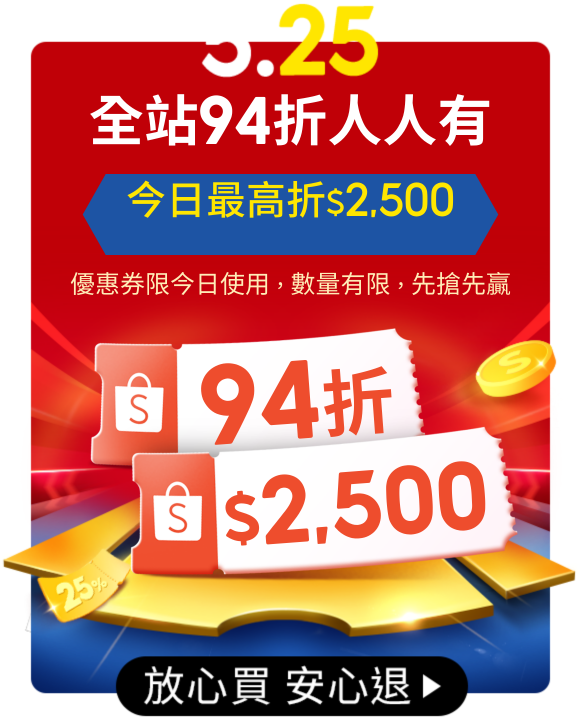 5.25
全站94折人人有
今日最高折$2,500
優惠券限今日使用，數量有限，先搶先贏
94折
$2,500
25%
放心買 安心退